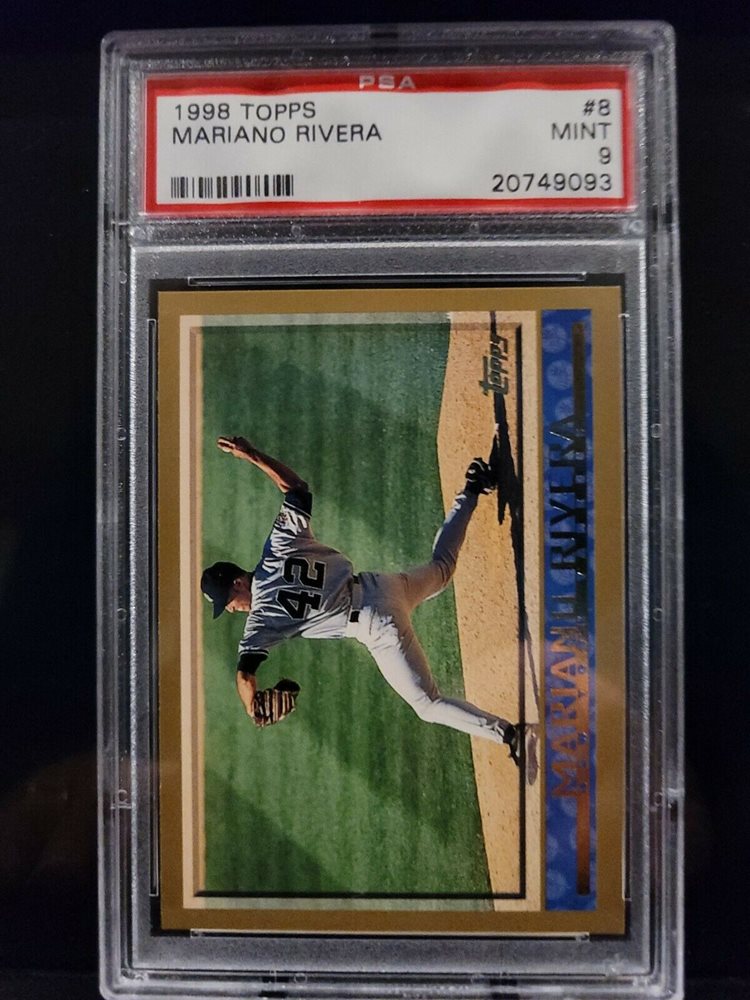 PSA
1998 TOPPS #8
MARIANO RIVERA MINT
9
20749093
Topps
42
MARIANO RIVERA